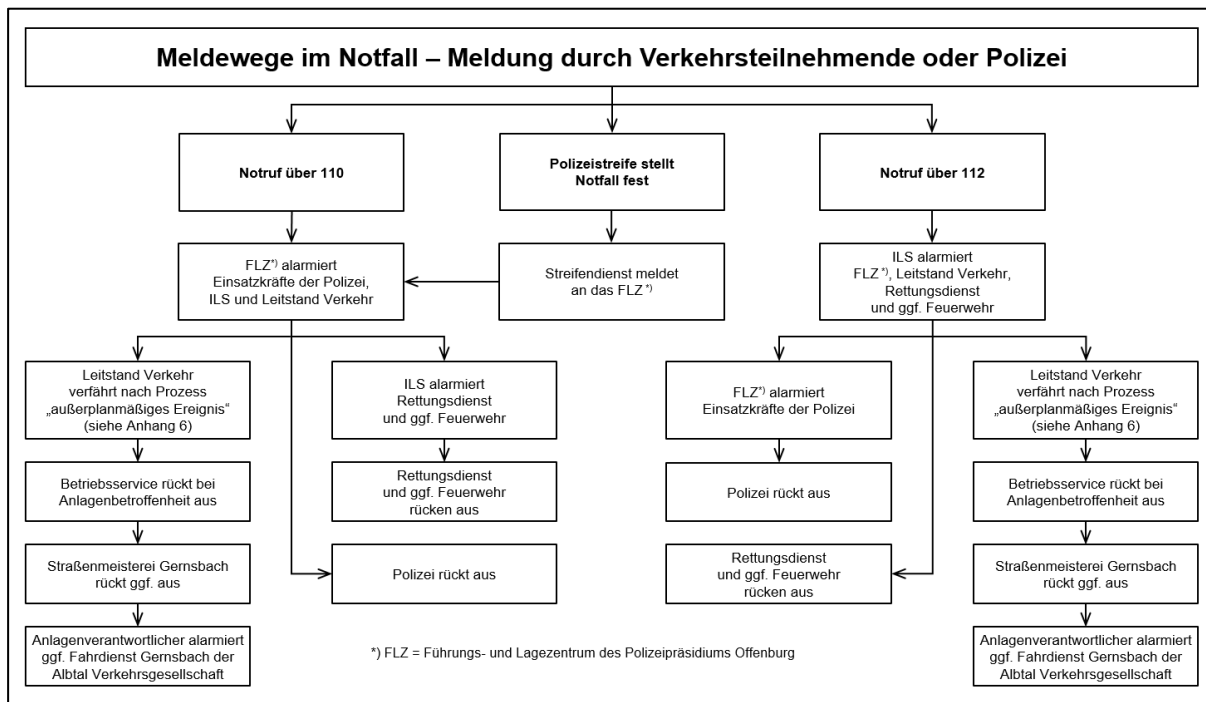 Meldewege im Notfall – Meldung durch Verkehrsteilnehmende oder Polizei
Notruf über 110
Polizeistreife stellt
Notfall fest
Notruf über 112
FLZ*) alarmiert
Einsatzkräfte der Polizei,
ILS und Leitstand Verkehr
Streifendienst meldet
an das FLZ*)
ILS alarmiert
FLZ*), Leitstand Verkehr,
Rettungsdienst
und ggf. Feuerwehr
Leitstand Verkehr
verfährt nach Prozess
„außerplanmäßiges Ereignis“
(siehe Anhang 6)
ILS alarmiert
Rettungsdienst
und ggf. Feuerwehr
FLZ*) alarmiert
Einsatzkräfte der Polizei
Leitstand Verkehr
verfährt nach Prozess
„außerplanmäßiges Ereignis“
(siehe Anhang 6)
Betriebsservice rückt bei
Anlagenbetroffenheit aus
Rettungsdienst
und ggf. Feuerwehr
rücken aus
Polizei rückt aus
Betriebsservice rückt bei
Anlagenbetroffenheit aus
Straßenmeisterei Gernsbach
rückt ggf. aus
Polizei rückt aus
Rettungsdienst
und ggf. Feuerwehr
rücken aus
Straßenmeisterei Gernsbach
rückt ggf. aus
Anlagenverantwortlicher alarmiert
ggf. Fahrdienst Gernsbach der
Albtal Verkehrsgesellschaft
*) FLZ = Führungs- und Lagezentrum des Polizeipräsidiums Offenburg
Anlagenverantwortlicher alarmiert
ggf. Fahrdienst Gernsbach der
Albtal Verkehrsgesellschaft